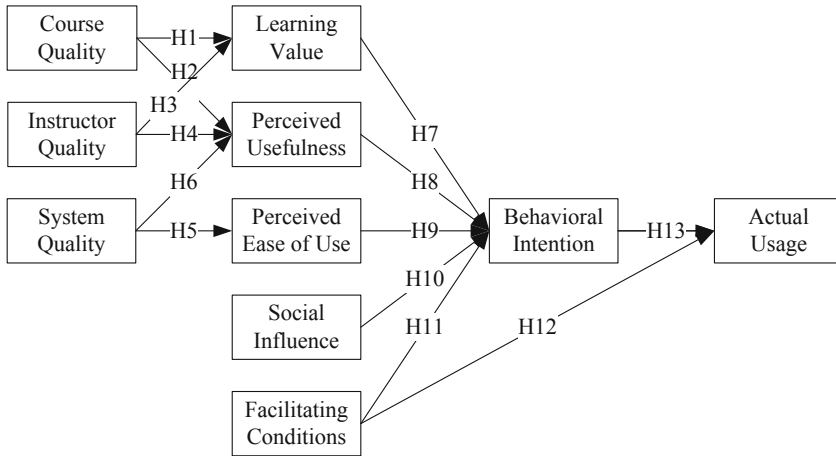 Course
Quality
H1
Learning
Value
H2
H3
Instructor
Quality
H4
Perceived
Usefulness
H7
H6
H8
System
Quality
H5
Perceived
Ease of Use
H9
Behavioral
Intention
H13
Actual
Usage
H10
Social
Influence
H11
H12
Facilitating
Conditions